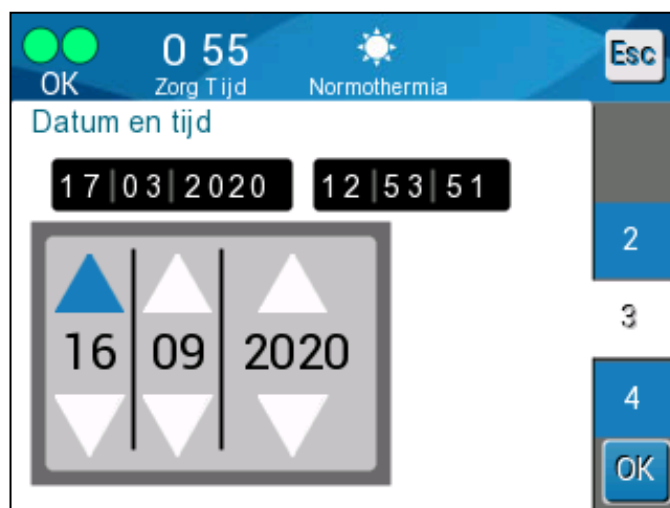 OK
0 55
Zorg Tijd
Normothermia
Esc
Datum en tijd
17|03|2020
12|53|51
16 09 2020
2
3
4
OK